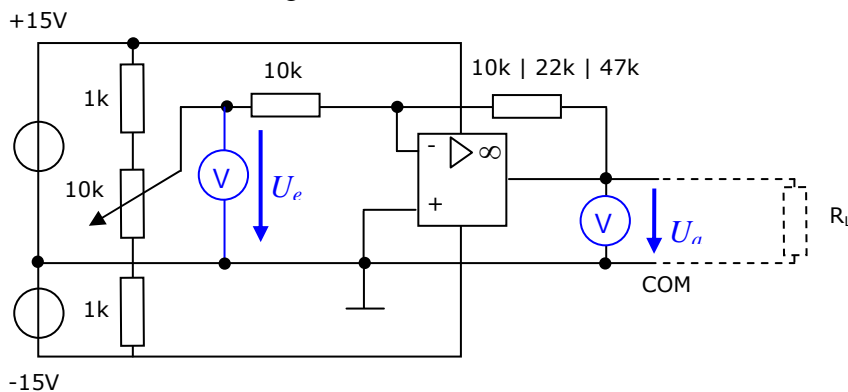 +15V
10k
10k | 22k | 47k
1k
- ∞
V
10k
Ue
+
V
Ua
RL
COM
1k
-15V